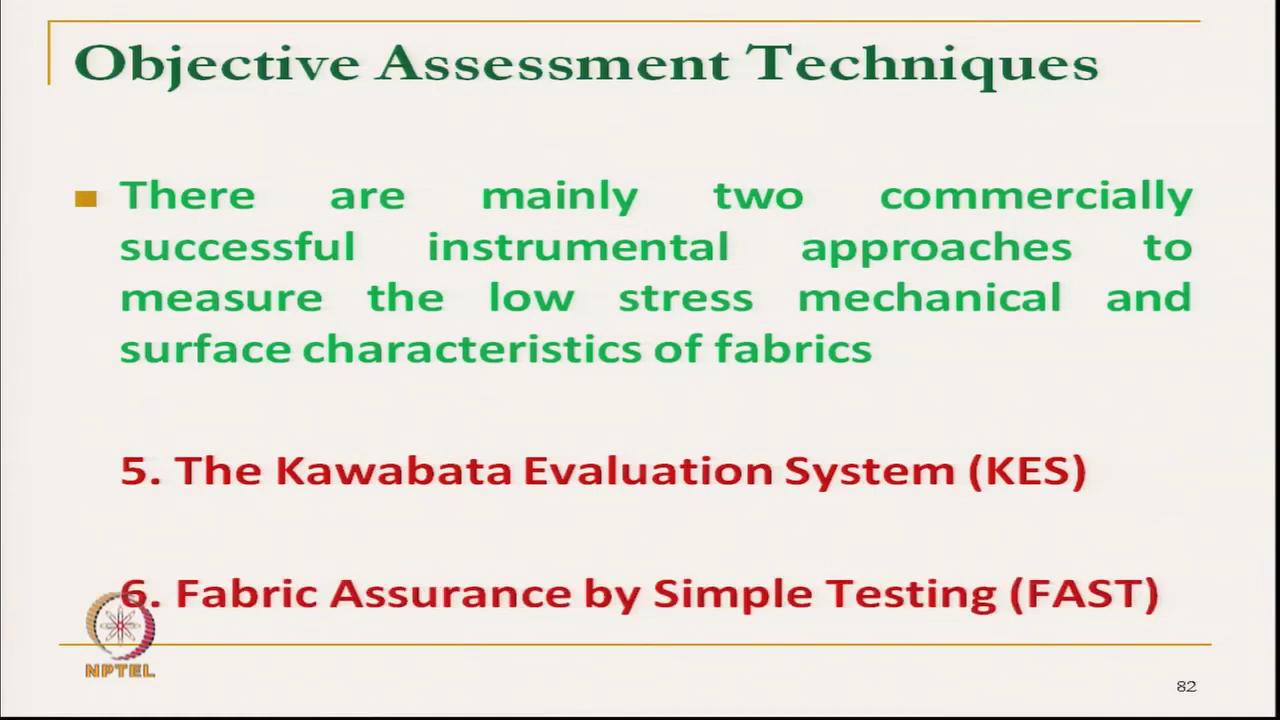 Objective Assessment Techniques
There are mainly two commercially
successful instrumental approaches to
measure the low stress mechanical and
surface characteristics of fabrics
5. The Kawabata Evaluation System (KES)
6. Fabric Assurance by Simple Testing (FAST)
NPTEL
82